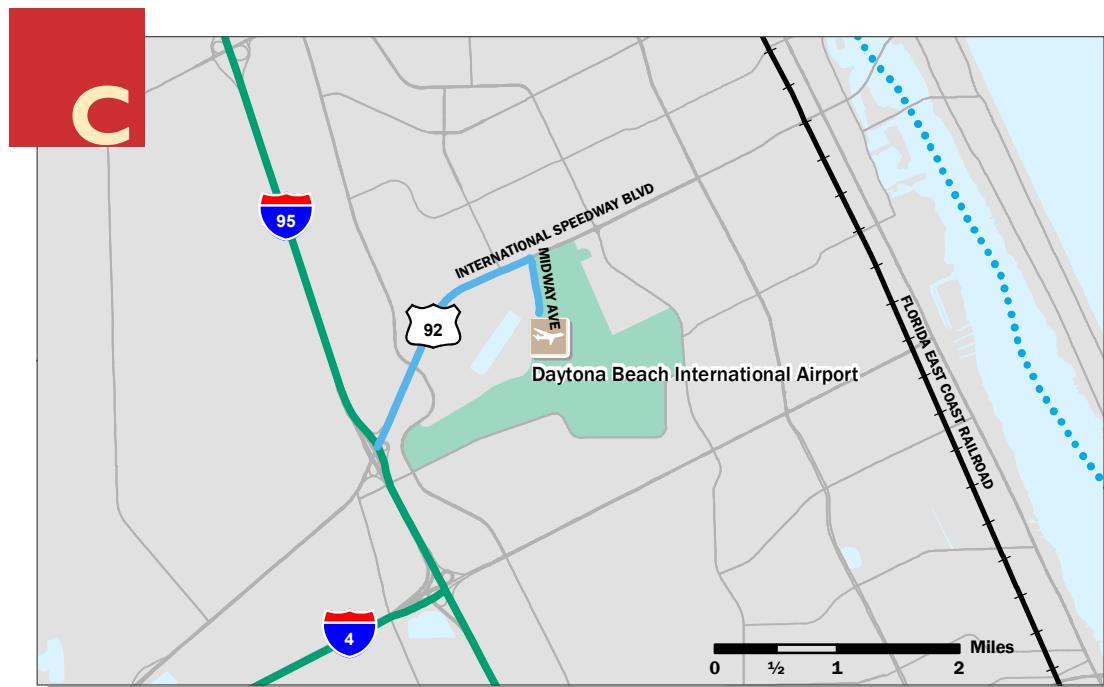 C
95
INTERNATIONAL SPEEDWAY BLVD
MIDWAY AVE
92
FLORIDA EAST COAST RAILROAD
Daytona Beach International Airport
4
Miles
0 ½ 1 2